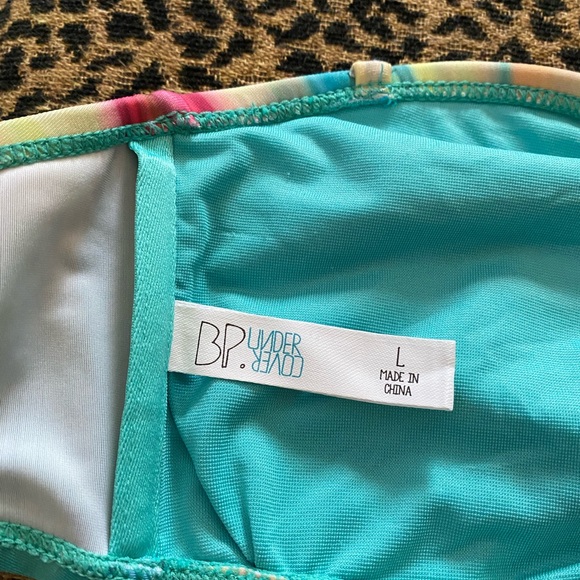 BP. UNDER
COVER
L
MADE IN
CHINA